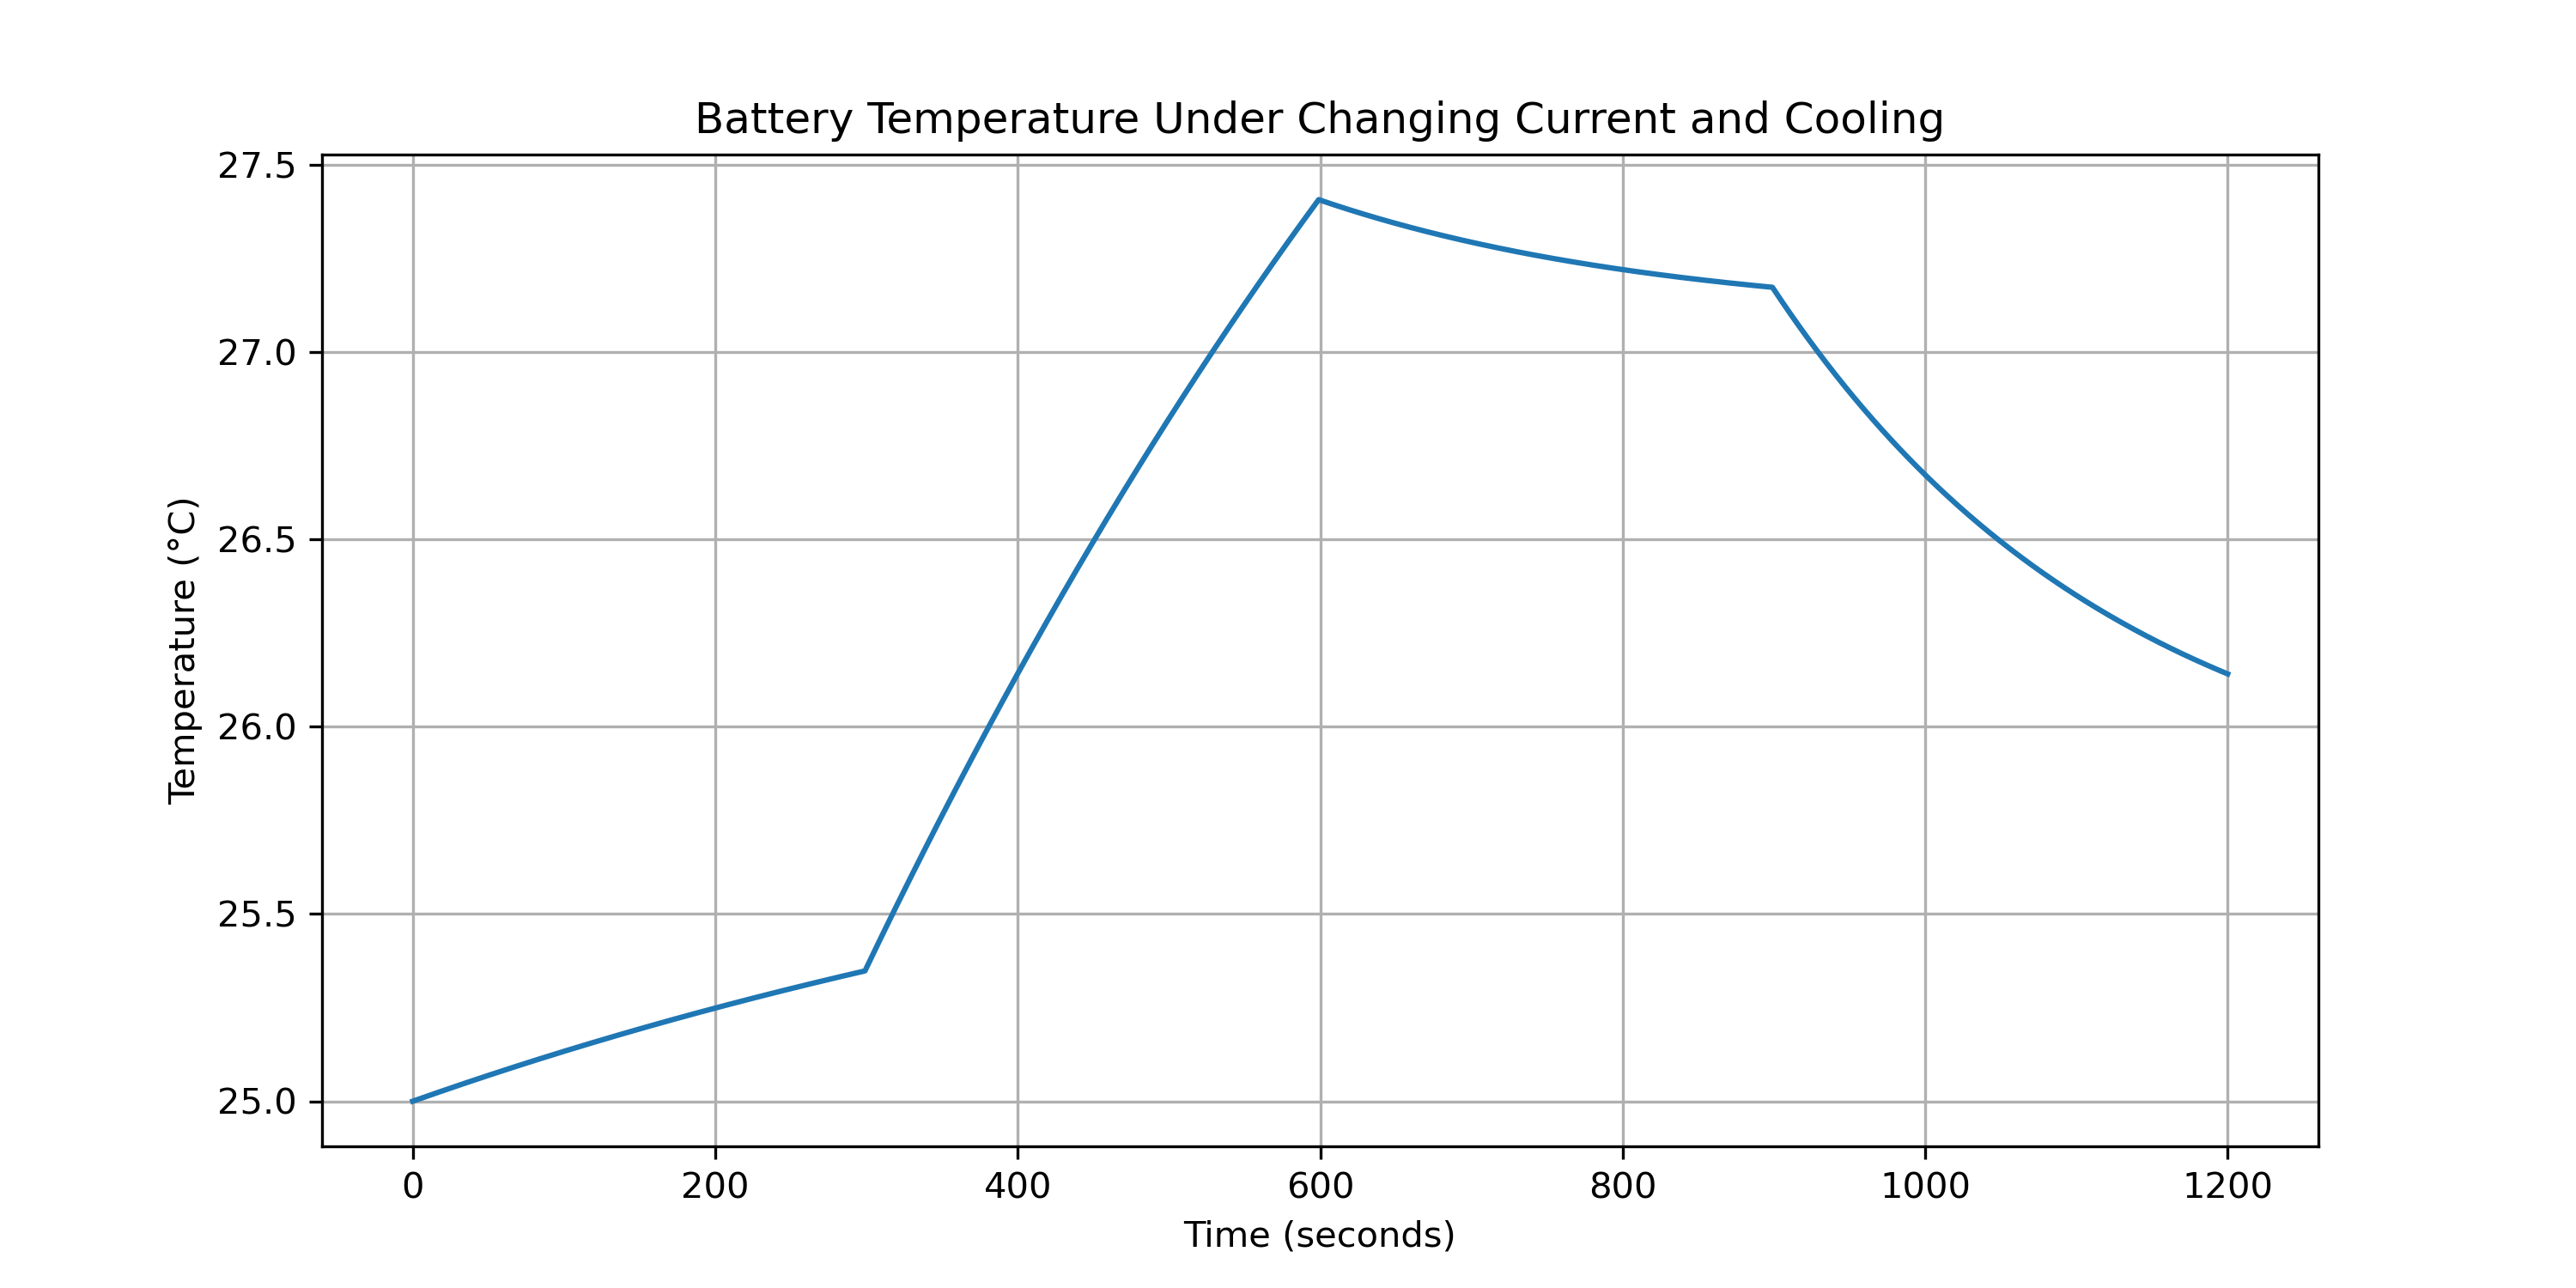 Battery Temperature Under Changing Current and Cooling
Temperature (°C)
27.5
27.0
26.5
26.0
25.5
25.0
0 200 400 600 800 1000 1200
Time (seconds)